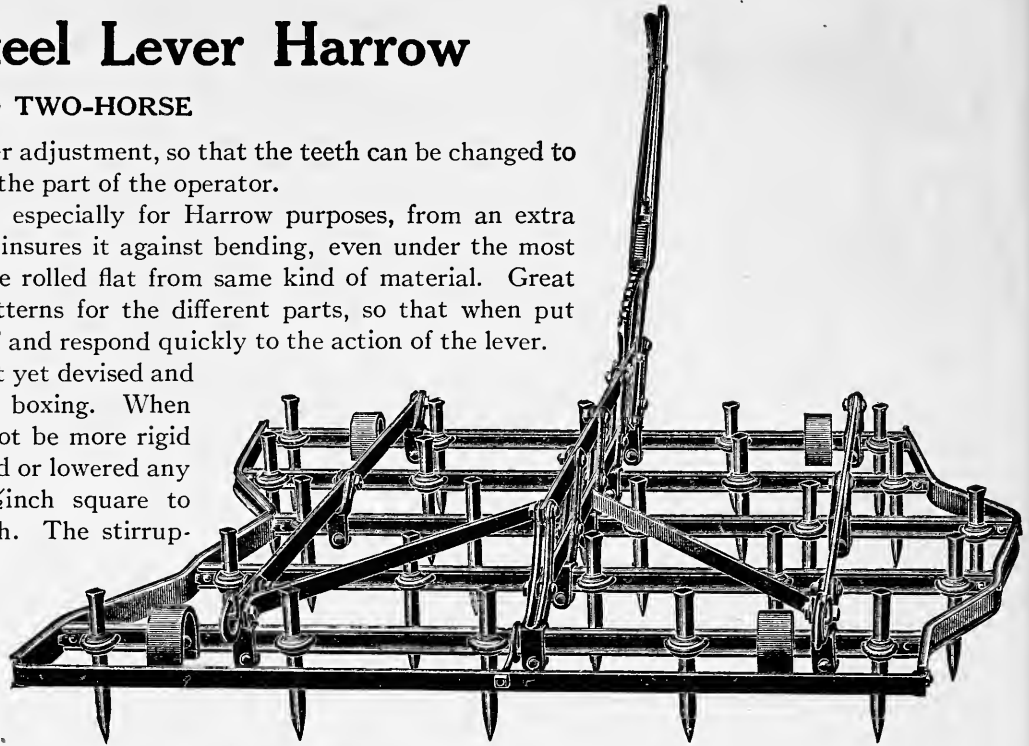 eel Lever Harrow
TWO-HORSE
r adjustment, so that the teeth can be changed to
the part of the operator.
especially for Harrow purposes, from an extra
insures it against bending, even under the most
e rolled flat from same kind of material. Great
tterns for the different parts, so that when put
and respond quickly to the action of the lever.
t yet devised and
boxing. When
ot be more rigid
d or lowered any
inch square to
h. The stirrup-